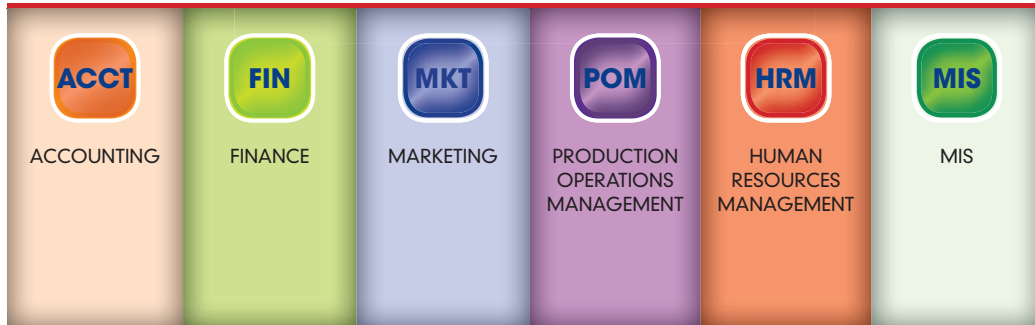 ACCT
FIN
MKT
POM
HRM
MIS
ACCOUNTING
FINANCE
MARKETING
PRODUCTION
OPERATIONS
MANAGEMENT
HUMAN
RESOURCES
MANAGEMENT
MIS